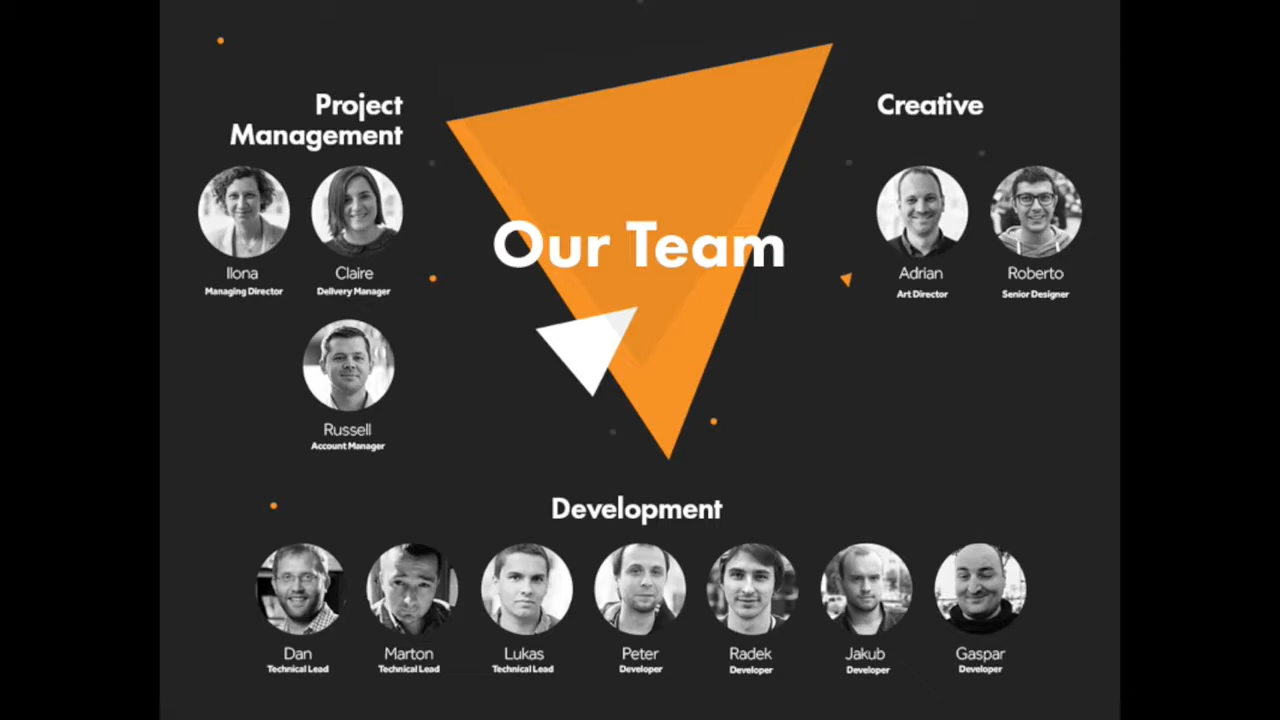 Project
Management
Ilona
Managing Director
Claire
Delivery Manager
Russell
Account Manager
Our Team
Creative
Adrian
Art Director
Roberto
Senior Designer
Development
Dan
Technical Lead
Marton
Technical Lead
Lukas
Technical Lead
Peter
Developer
Radek
Developer
Jakub
Developer
Gaspar
Developer